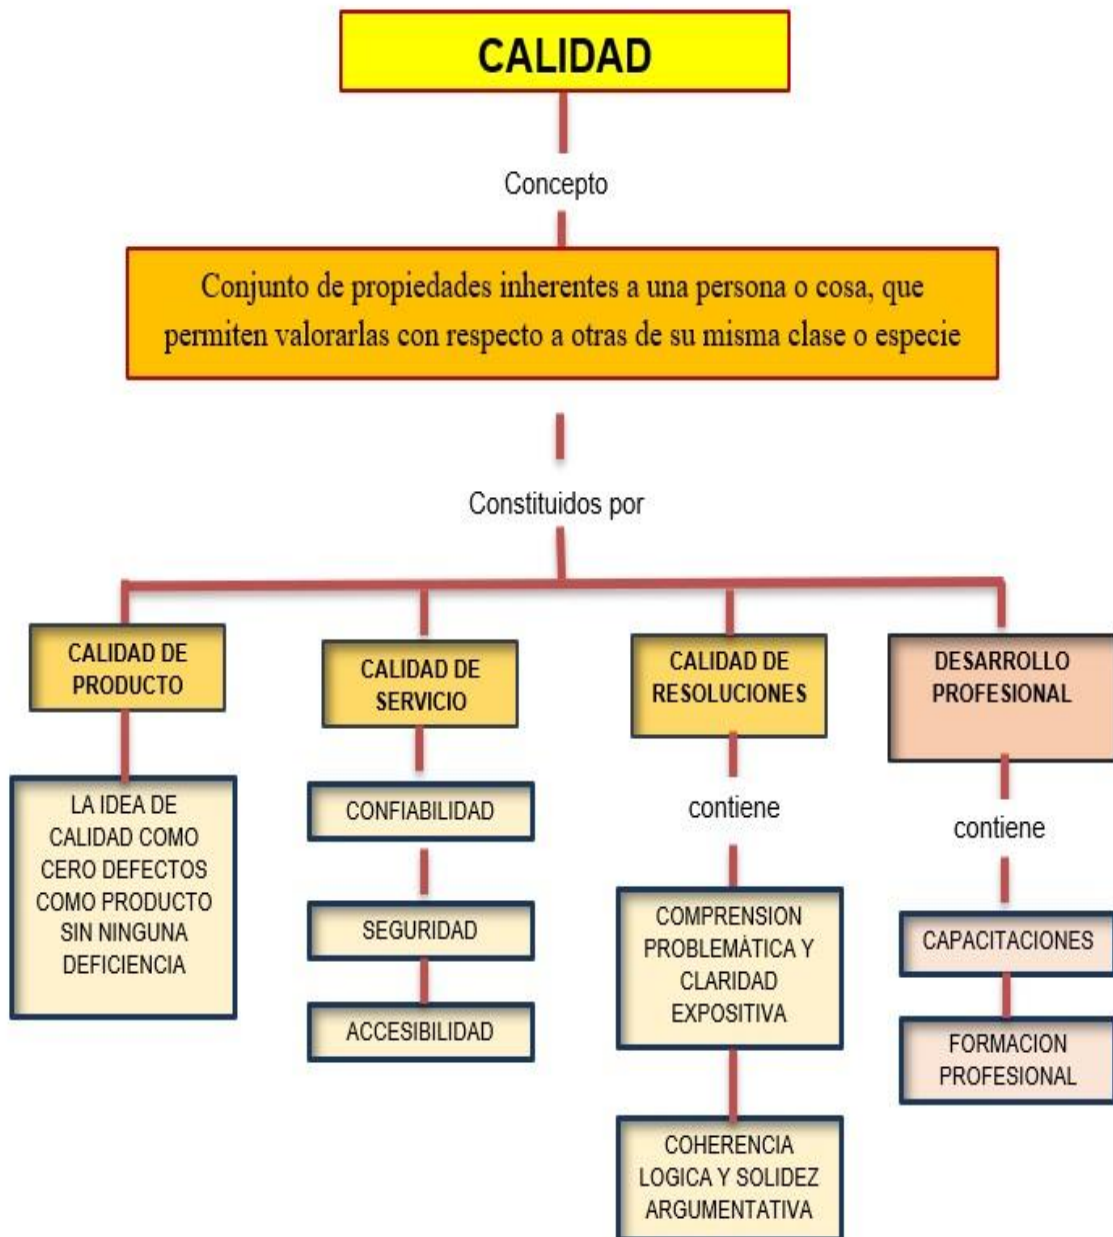 CALIDAD
Concepto
Conjunto de propiedades inherentes a una persona o cosa, que
permiten valorarlas con respecto a otras de su misma clase o especie
Constituidos por
CALIDAD DE
PRODUCTO
LA IDEA DE
CALIDAD COMO
CERO DEFECTOS
COMO PRODUCTO
SIN NINGUNA
DEFICIENCIA
CALIDAD DE
SERVICIO
CONFIABILIDAD
SEGURIDAD
ACCESIBILIDAD
CALIDAD DE
RESOLUCIONES
contiene
COMPRENSION
PROBLEMÀTICA Y
CLARIDAD
EXPOSITIVA
COHERENCIA
LOGICA Y SOLIDEZ
ARGUMENTATIVA
DESARROLLO
PROFESIONAL
contiene
CAPACITACIONES
FORMACION
PROFESIONAL